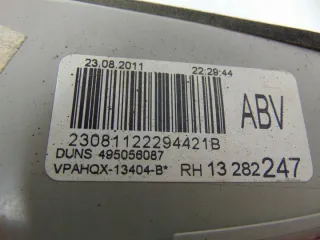 23.08.2011 22:29:44
ABV
23081122294421B
DUNS 495056087
VPAHQX-13404-B* RH 13 282 247